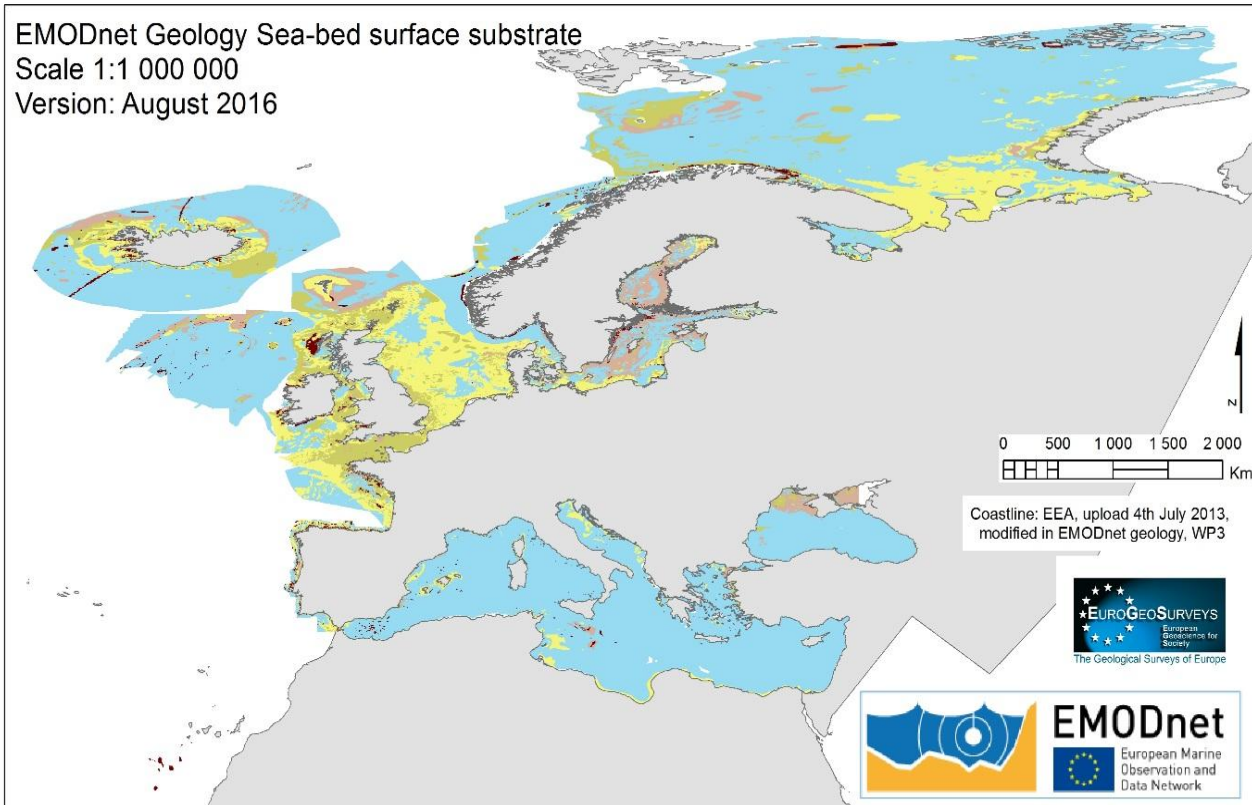 EMODnet Geology Sea-bed surface substrate
Scale 1:1 000 000
Version: August 2016
N
0 500 1 000 1 500 2 000
Km
Coastline: EEA, upload 4th July 2013,
modified in EMODnet geology, WP3
EUROGEOSURVEYS
European
Geoscience for
Society
The Geological Surveys of Europe
EMODnet
European Marine
Observation and
Data Network